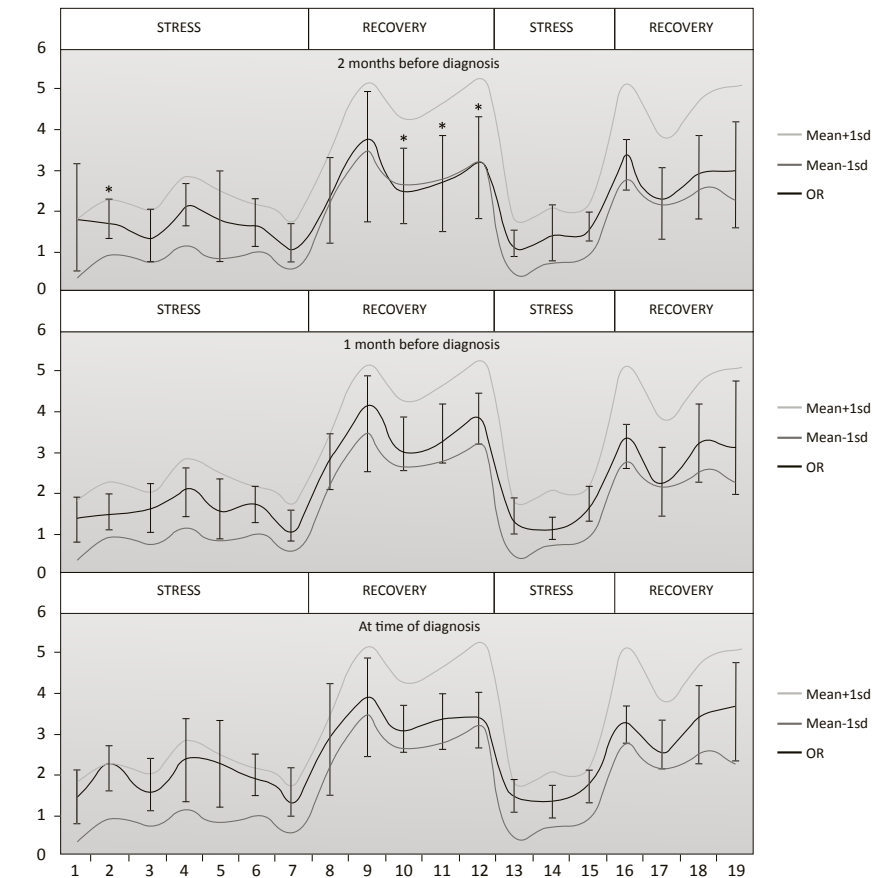 STRESS RECOVERY STRESS RECOVERY
2 months before diagnosis
6
5
4
3
2
1
0
* * * *
Mean+1sd
Mean-1sd
OR
STRESS RECOVERY STRESS RECOVERY
1 month before diagnosis
6
5
4
3
2
1
0
Mean+1sd
Mean-1sd
OR
STRESS RECOVERY STRESS RECOVERY
At time of diagnosis
6
5
4
3
2
1
0
Mean+1sd
Mean-1sd
OR
1 2 3 4 5 6 7 8 9 10 11 12 13 14 15 16 17 18 19